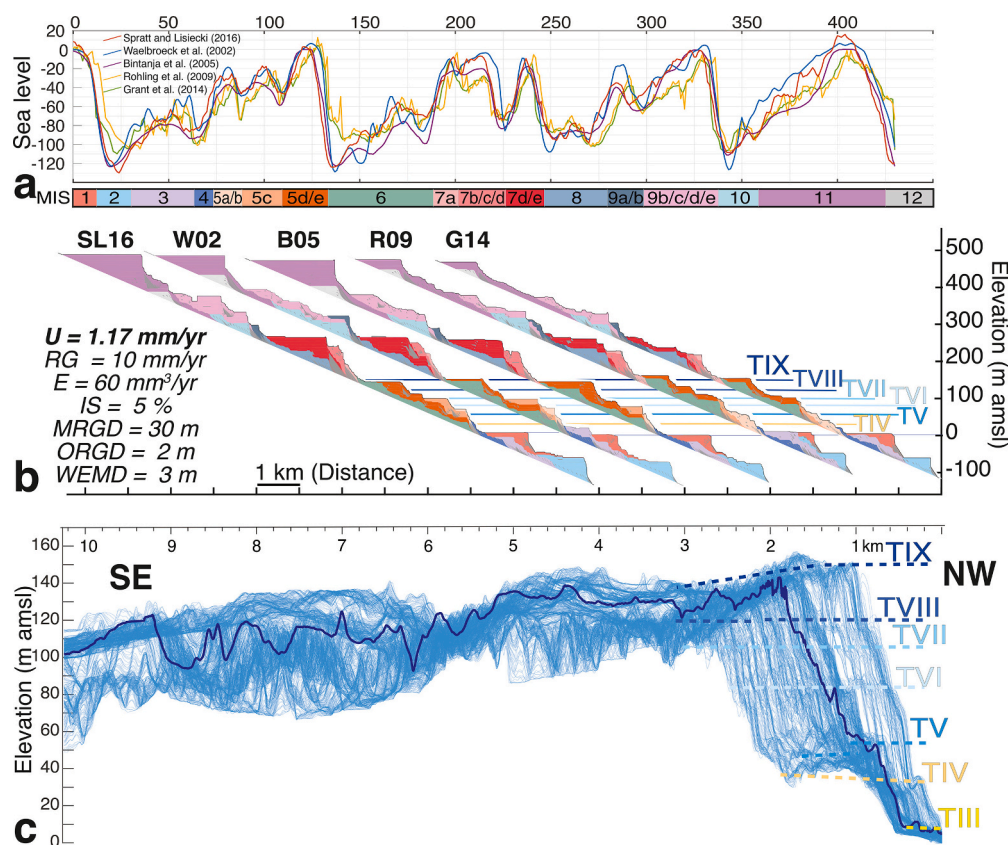 0 50 100 150 200 250 300 350 400
20
0
-20
-40
-60
-80
-100
-120
Sea level
Spratt and Lisiecki (2016)
Waelbroeck et al. (2002)
Bintanja et al. (2005)
Rohling et al. (2009)
Grant et al. (2014)
a
MIS 1 2 3 4 5a/b 5c 5d/e 6 7a 7b/c/d 7d/e 8 9a/b 9b/c/d/e 10 11 12
SL16 W02 B05 R09 G14
U = 1.17 mm/yr
RG = 10 mm/yr
E = 60 mm³/yr
IS = 5 %
MRGD = 30 m
ORGD = 2 m
WEMD = 3 m
b
1 km (Distance)
TIX
TVIII
TVII
TVI
TV
TIV
500
400
300
200
100
0
-100
Elevation (m amsl)
10 9 8 7 6 5 4 3 2 1 km
SE
NW
160
140
120
100
80
60
40
20
0
Elevation (m amsl)
TIX
TVIII
TVII
TVI
TV
TIV
TIII
c